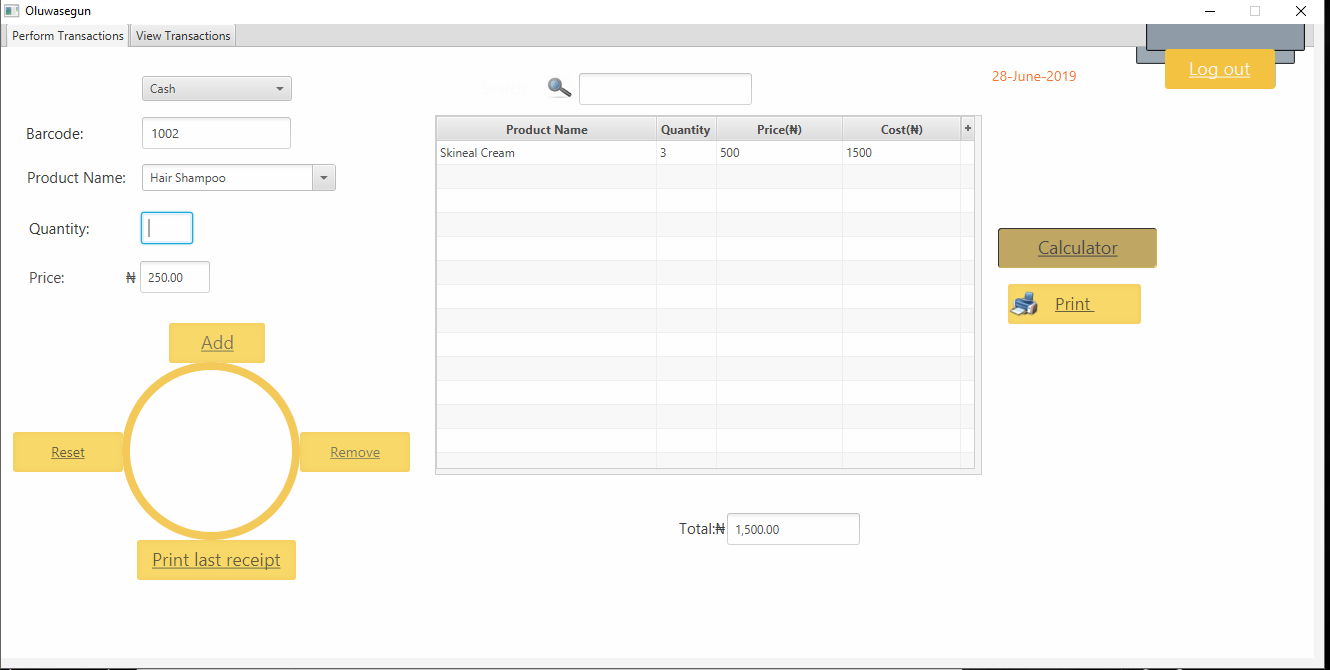 Oluwasegun
Perform Transactions
View Transactions
Log out
28-June-2019
Cash
Barcode:
1002
Product Name:
Hair Shampoo
Quantity:
Price:
₦
250.00
Product Name
Quantity
Price(₦)
Cost(₦)
+
Skineal Cream
3
500
1500
Calculator
Print
Add
Reset
Remove
Print last receipt
Total:₦
1,500.00